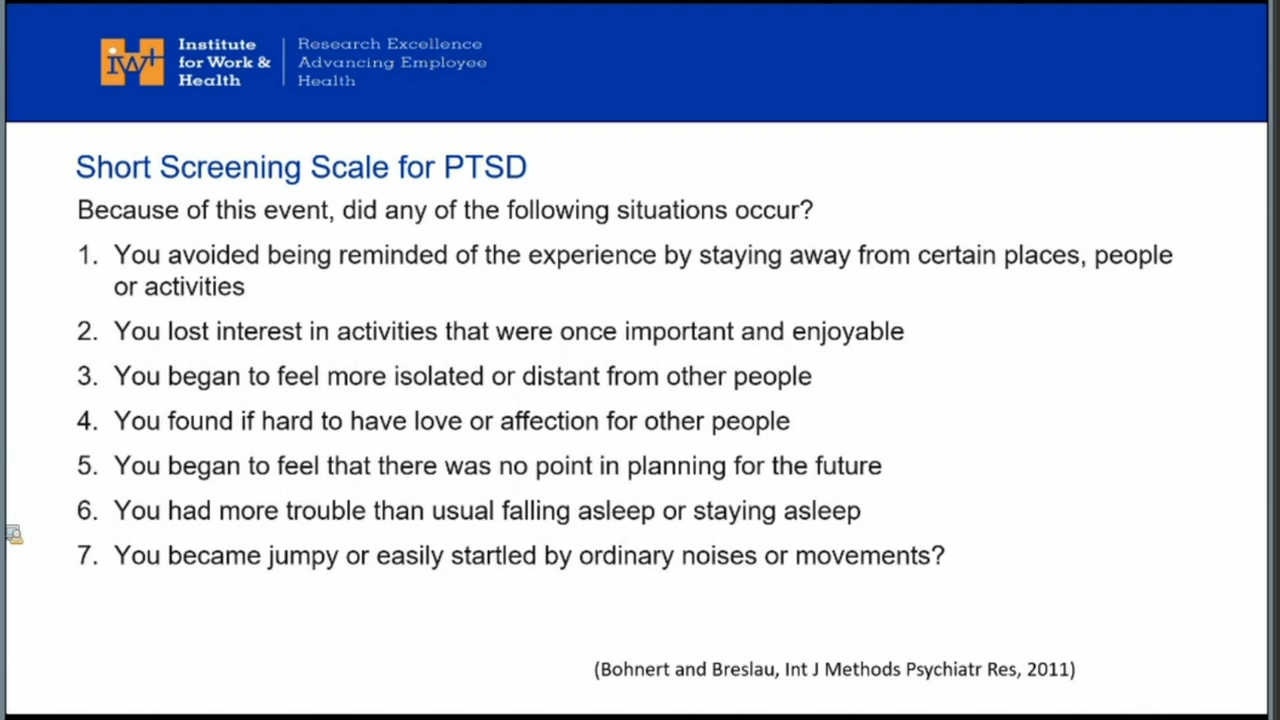 iw+
Institute
for Work &
Health
Research Excellence
Advancing Employee
Health
Short Screening Scale for PTSD
Because of this event, did any of the following situations occur?
1. You avoided being reminded of the experience by staying away from certain places, people
or activities
2. You lost interest in activities that were once important and enjoyable
3. You began to feel more isolated or distant from other people
4. You found if hard to have love or affection for other people
5. You began to feel that there was no point in planning for the future
6. You had more trouble than usual falling asleep or staying asleep
7. You became jumpy or easily startled by ordinary noises or movements?
(Bohnert and Breslau, Int J Methods Psychiatr Res, 2011)